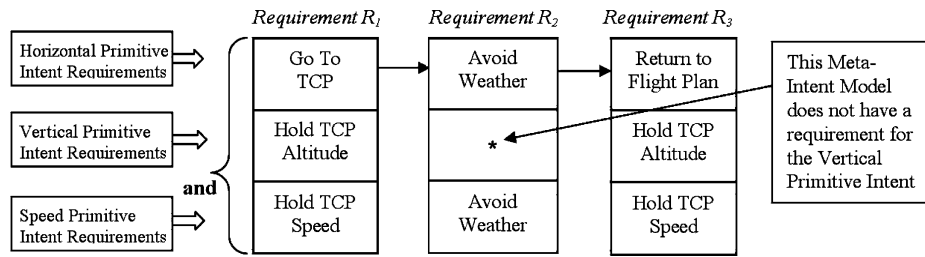 Requirement R1
Requirement R2
Requirement R3
Horizontal Primitive
Intent Requirements
Vertical Primitive
Intent Requirements
Speed Primitive
Intent Requirements
and
Go To
TCP
Hold TCP
Altitude
Hold TCP
Speed
Avoid
Weather
*
Avoid
Weather
Return to
Flight Plan
Hold TCP
Altitude
Hold TCP
Speed
This Meta-
Intent Model
does not have a
requirement for
the Vertical
Primitive Intent